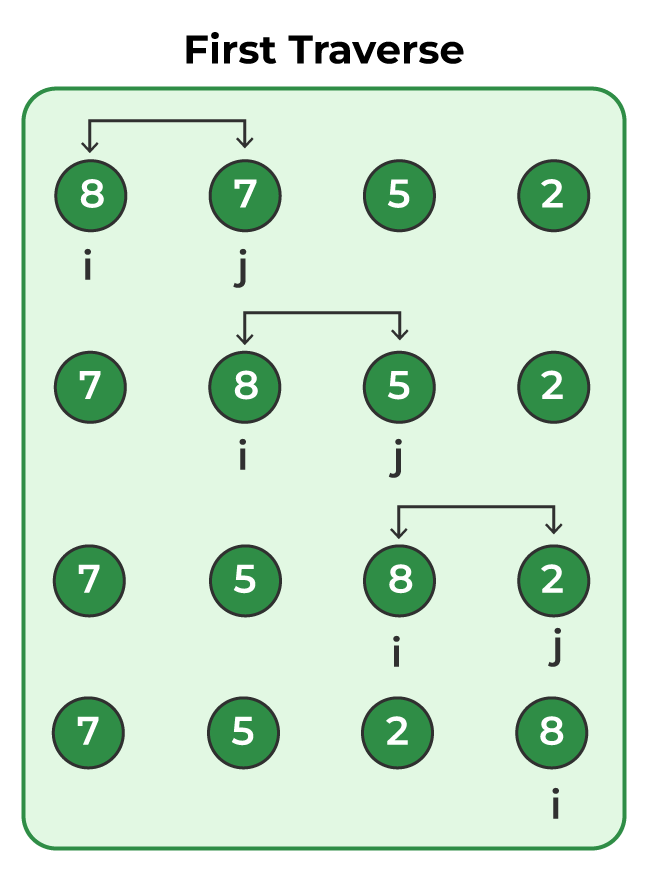 First Traverse
8 7 5 2
i j
7 8 5 2
i j
7 5 8 2
i j
7 5 2 8
i